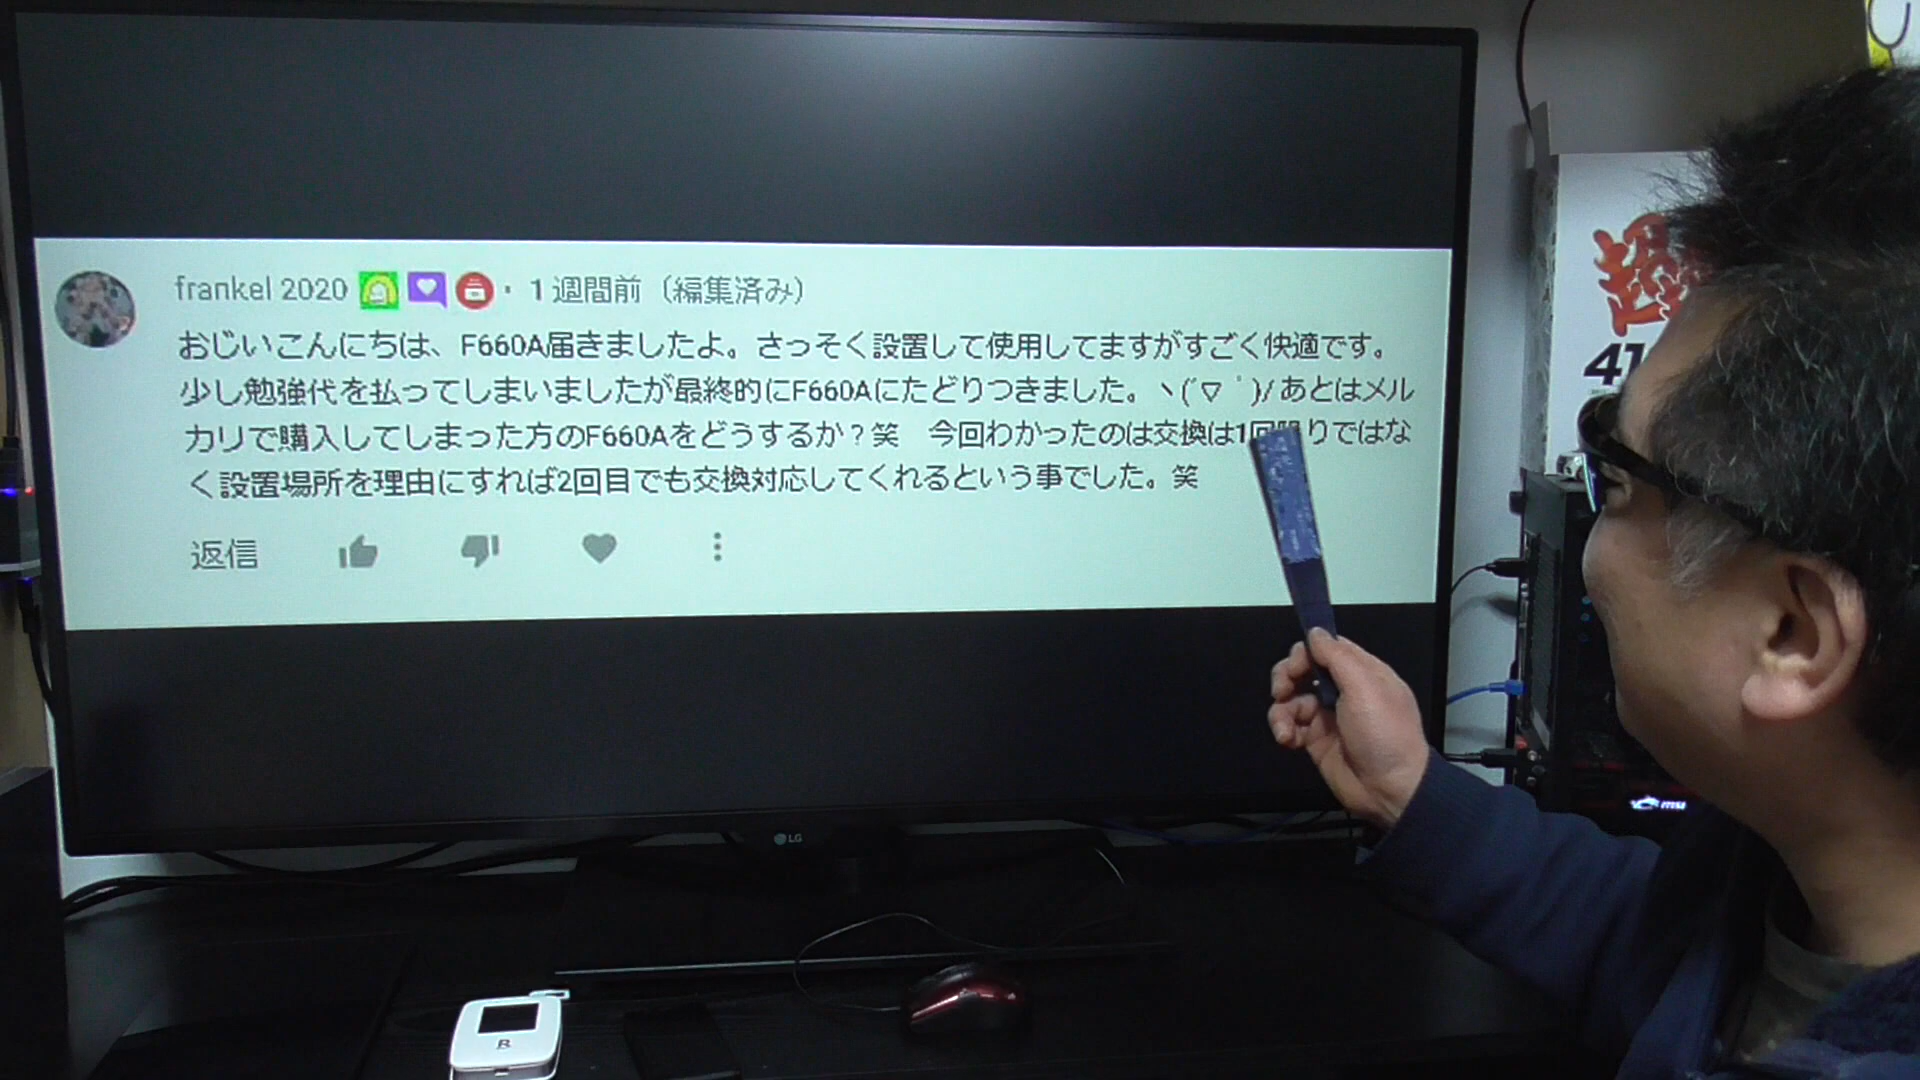 frankel 2020 · 1 週間前（編集済み）
おじいこんにちは、F660A届きましたよ。さっそく設置して使用してますがすごく快適です。
少し勉強代を払ってしまいましたが最終的にF660Aにたどりつきました。ヽ(´▽｀)/ あとはメル
カリで購入してしまった方のF660Aをどうするか？笑　今回わかったのは交換は1回限りではな
く設置場所を理由にすれば2回目でも交換対応してくれるという事でした。笑
返信
超
41
LG
msi
R